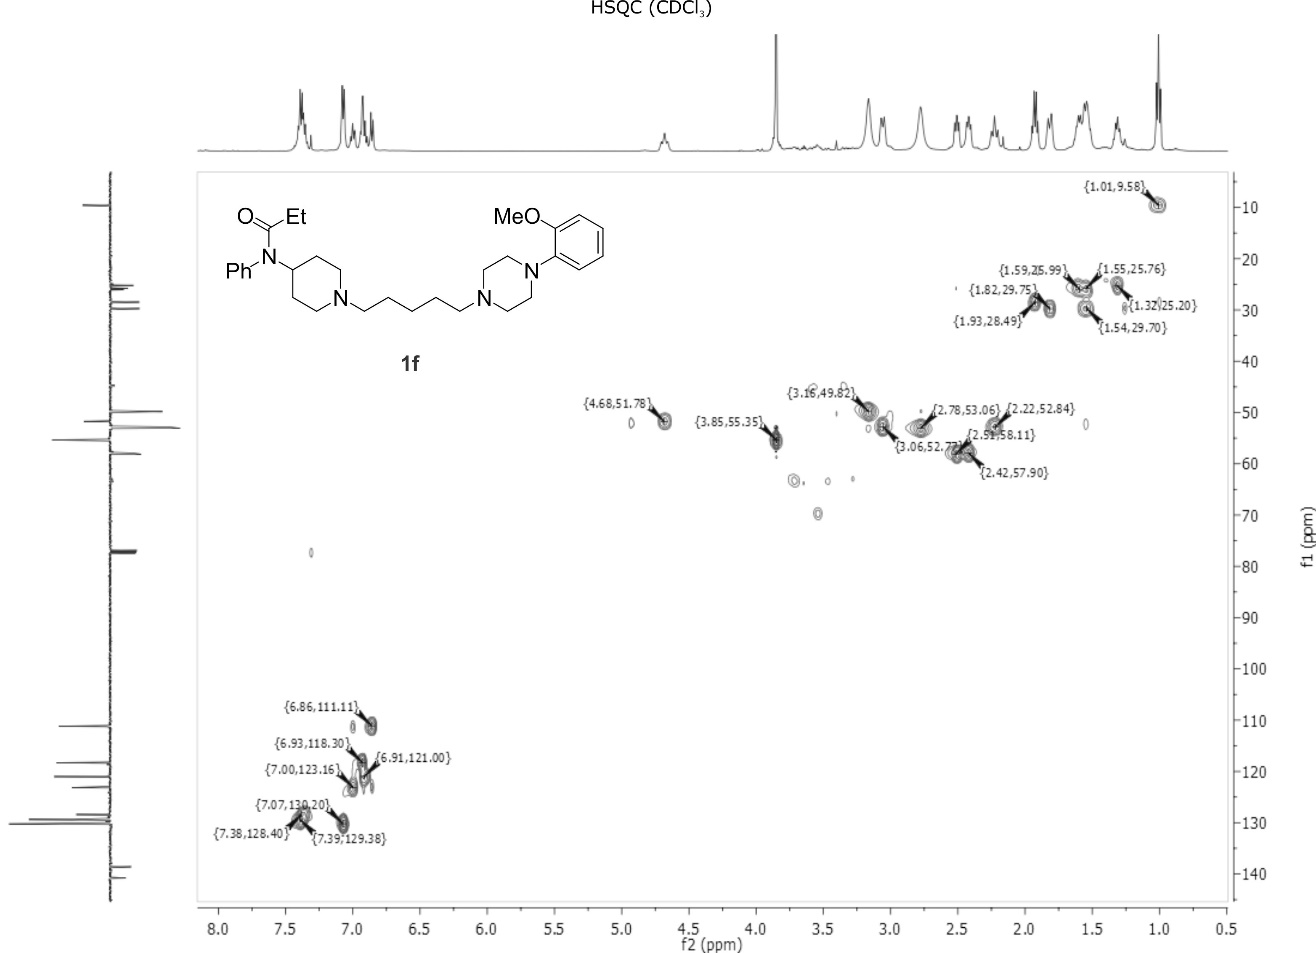 HSQC (CDCl3)
O
Et
MeO
N
Ph
N
N
N
1f
{1.01,9.58}
{1.59,25.99}
{1.55,25.76}
{1.82,29.75}
{1.32,25.20}
{1.93,28.49}
{1.54,29.70}
{4.68,51.78}
{3.16,49.82}
{3.85,55.35}
{2.78,53.06}
{2.22,52.84}
{3.06,52.77}
{2.51,58.11}
{2.42,57.90}
{6.86,111.11}
{6.93,118.30}
{6.91,121.00}
{7.00,123.16}
{7.07,130.20}
{7.38,128.40}
{7.39,129.38}
10
20
30
40
50
60
70
80
90
100
110
120
130
140
f1 (ppm)
8.0 7.5 7.0 6.5 6.0 5.5 5.0 4.5 4.0 3.5 3.0 2.5 2.0 1.5 1.0 0.5
f2 (ppm)